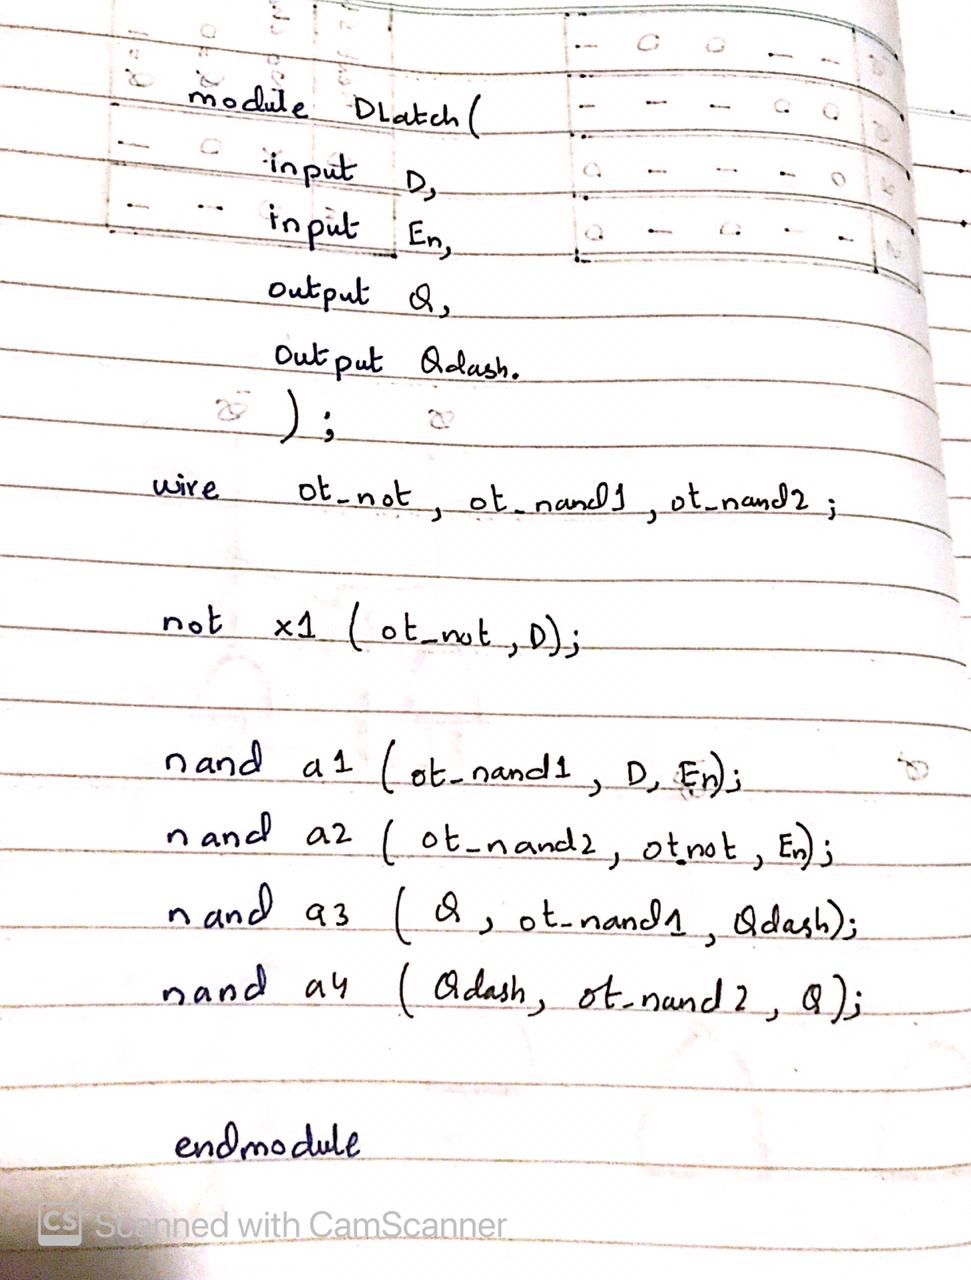 module DLatch(
input D,
input En,
output Q,
output Qdash.
);
wire ot_not, ot_nand1, ot_nand2;
not x1 (ot_not, D);
nand a1 (ot_nand1, D, En);
nand a2 (ot_nand2, ot_not, En);
nand a3 (Q, ot_nand1, Qdash);
nand a4 (Qdash, ot_nand2, Q);
endmodule
CS Scanned with CamScanner